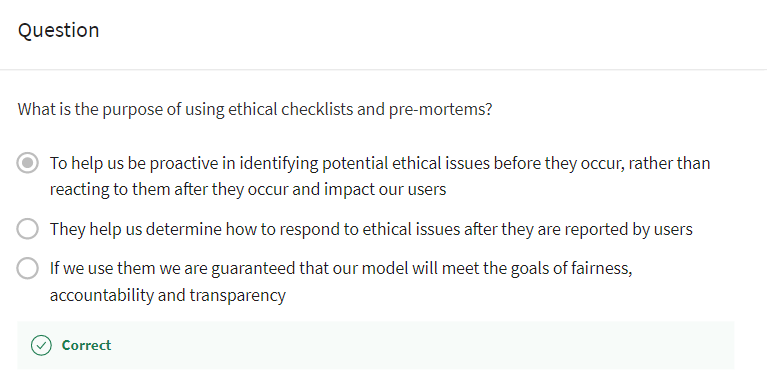 Question
What is the purpose of using ethical checklists and pre-mortems?
To help us be proactive in identifying potential ethical issues before they occur, rather than
reacting to them after they occur and impact our users
They help us determine how to respond to ethical issues after they are reported by users
If we use them we are guaranteed that our model will meet the goals of fairness,
accountability and transparency
Correct